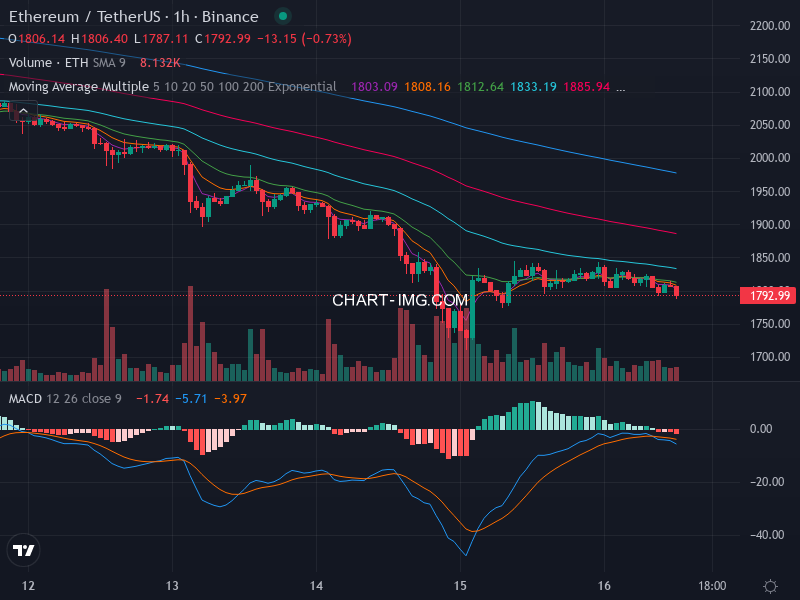 Ethereum / TetherUS · 1h · Binance
O1806.14 H1806.40 L1787.11 C1792.99 −13.15 (−0.73%)
Volume · ETH SMA 9 8.132K
Moving Average Multiple 5 10 20 50 100 200 Exponential 1803.09 1808.16 1812.64 1833.19 1885.94 ...
2200.00
2150.00
2100.00
2050.00
2000.00
1950.00
1900.00
1850.00
1792.99
1750.00
1700.00
CHART-IMG.COM
MACD 12 26 close 9 −1.74 −5.71 −3.97
0.00
−20.00
−40.00
12 13 14 15 16 18:00